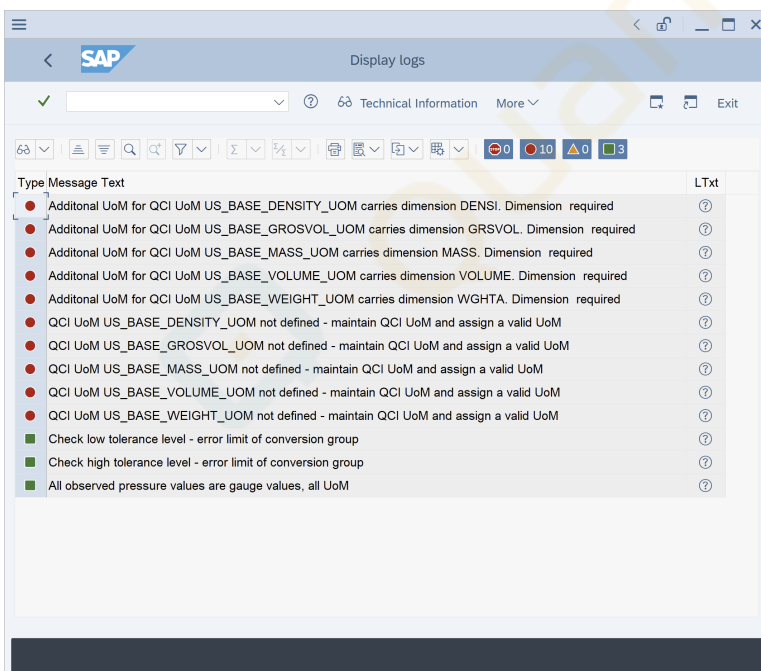 SAP
Display logs
Technical Information More Exit
STOP 0 10 0 3
Type Message Text LTxt
Additonal UoM for QCI UoM US_BASE_DENSITY_UOM carries dimension DENSI. Dimension  required
Additonal UoM for QCI UoM US_BASE_GROSVOL_UOM carries dimension GRSVOL. Dimension  required
Additonal UoM for QCI UoM US_BASE_MASS_UOM carries dimension MASS. Dimension  required
Additonal UoM for QCI UoM US_BASE_VOLUME_UOM carries dimension VOLUME. Dimension  required
Additonal UoM for QCI UoM US_BASE_WEIGHT_UOM carries dimension WGHTA. Dimension  required
QCI UoM US_BASE_DENSITY_UOM not defined - maintain QCI UoM and assign a valid UoM
QCI UoM US_BASE_GROSVOL_UOM not defined - maintain QCI UoM and assign a valid UoM
QCI UoM US_BASE_MASS_UOM not defined - maintain QCI UoM and assign a valid UoM
QCI UoM US_BASE_VOLUME_UOM not defined - maintain QCI UoM and assign a valid UoM
QCI UoM US_BASE_WEIGHT_UOM not defined - maintain QCI UoM and assign a valid UoM
Check low tolerance level - error limit of conversion group
Check high tolerance level - error limit of conversion group
All observed pressure values are gauge values, all UoM